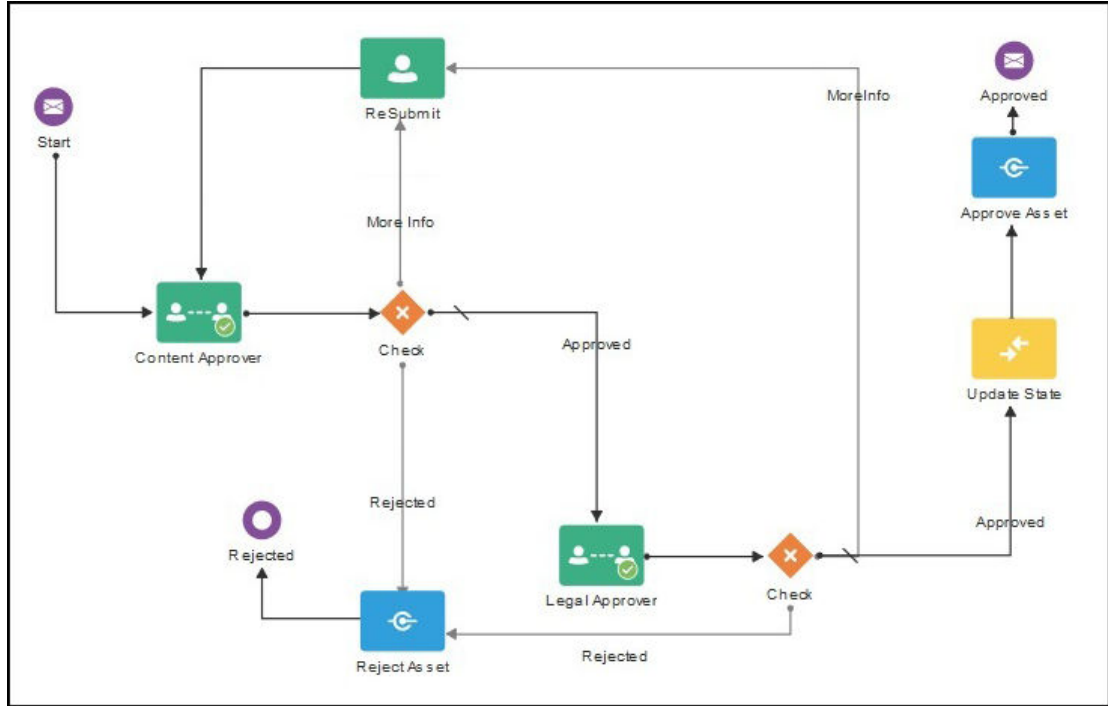 ReSubmit
Start
MoreInfo
Approved
More Info
Approve Asset
Content Approver
Check
Approved
Update State
Rejected
Rejected
Approved
Legal Approver
Check
Reject Asset
Rejected